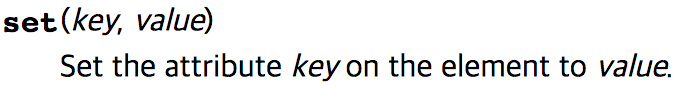 set(key, value)
Set the attribute key on the element to value.